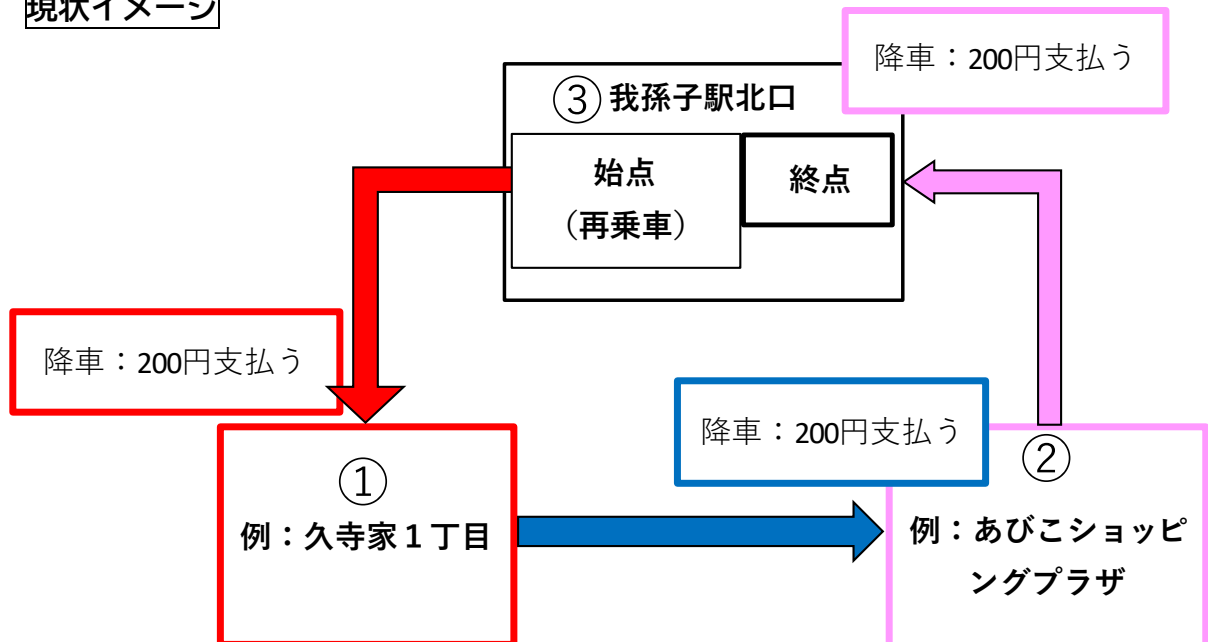 現状イメージ
降車：200円支払う
③我孫子駅北口
始点
（再乗車）
終点
降車：200円支払う
降車：200円支払う
①
例：久寺家１丁目
②
例：あびこショッピ
ングプラザ